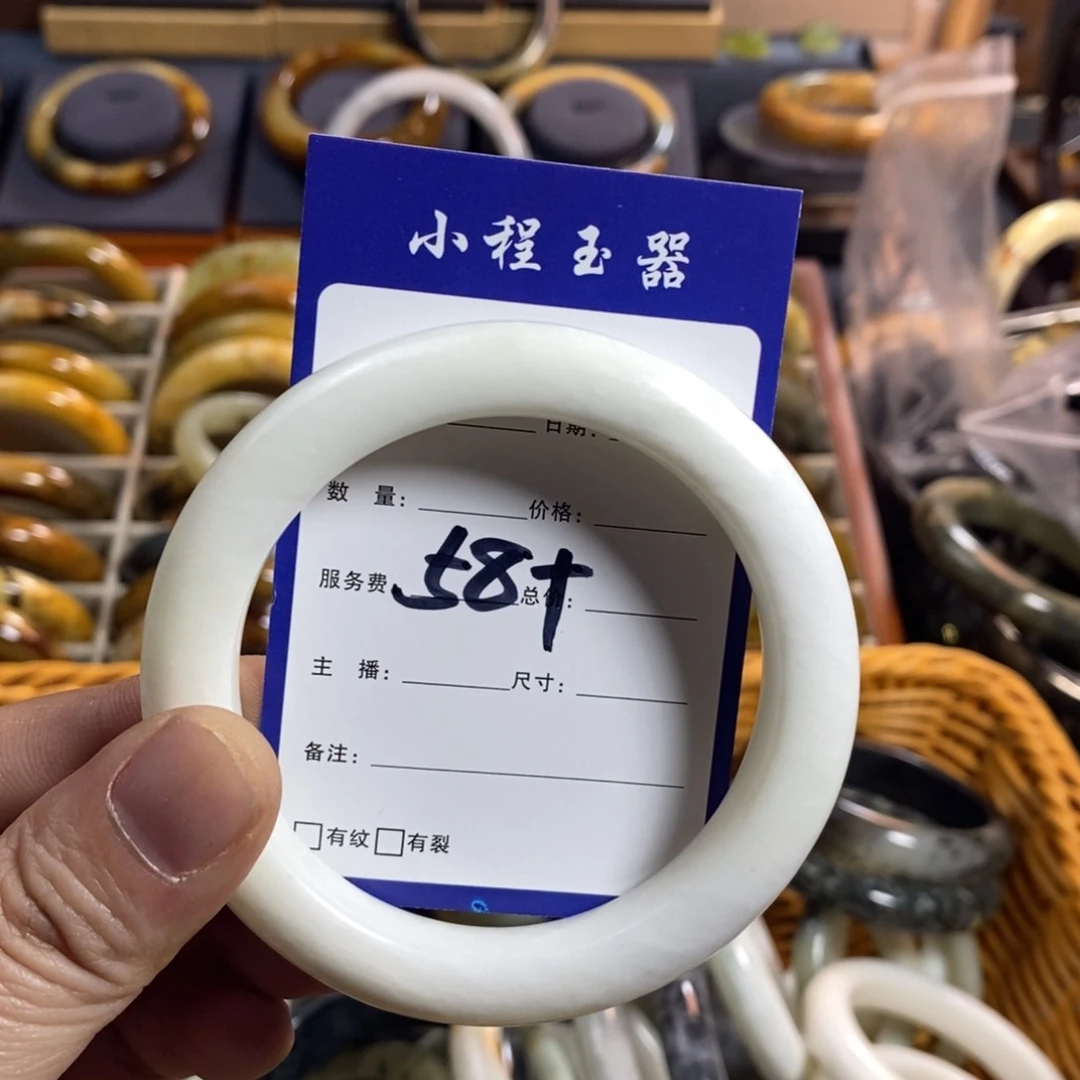 小程玉器
日期:
数 量: 价格:
58+
服务费 总价:
主 播: 尺寸:
备注:
□有纹□有裂